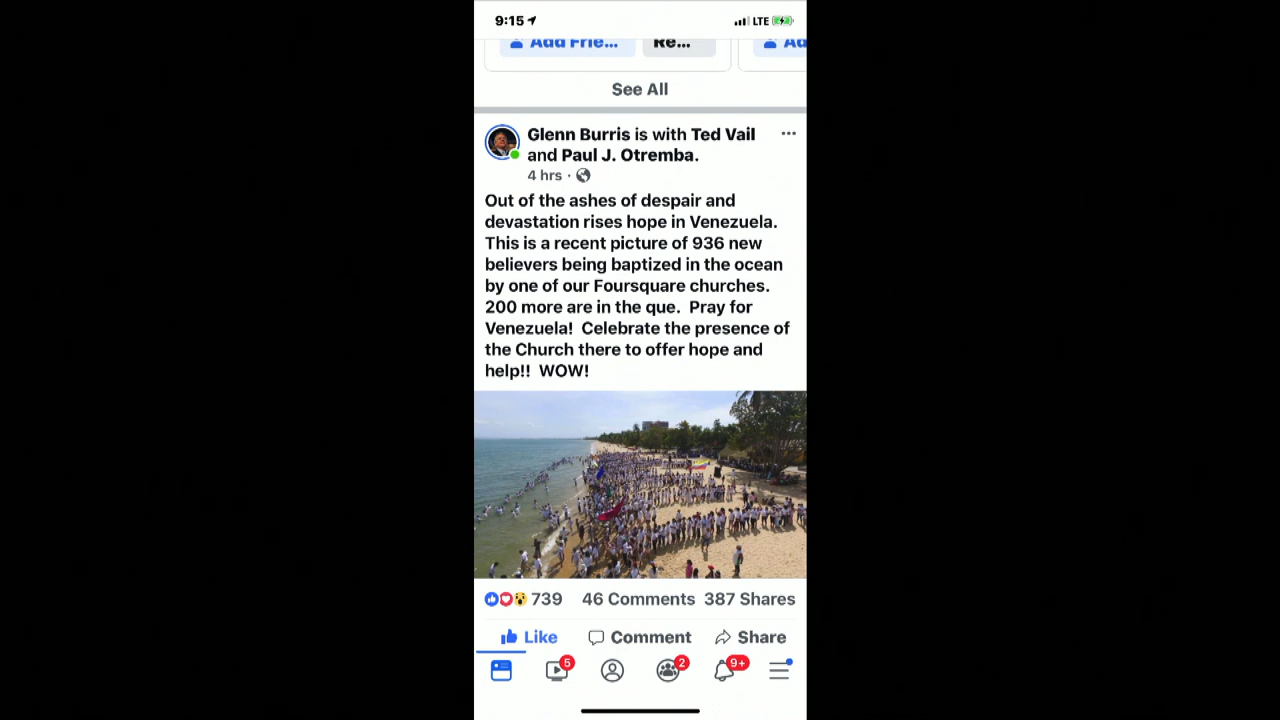 9:15
LTE
Add Frie...
Re...
Ad
See All
Glenn Burris is with Ted Vail
and Paul J. Otremba.
4 hrs ·
Out of the ashes of despair and
devastation rises hope in Venezuela.
This is a recent picture of 936 new
believers being baptized in the ocean
by one of our Foursquare churches.
200 more are in the que.  Pray for
Venezuela!  Celebrate the presence of
the Church there to offer hope and
help!!  WOW!
739 46 Comments 387 Shares
Like Comment Share
5 2 9+